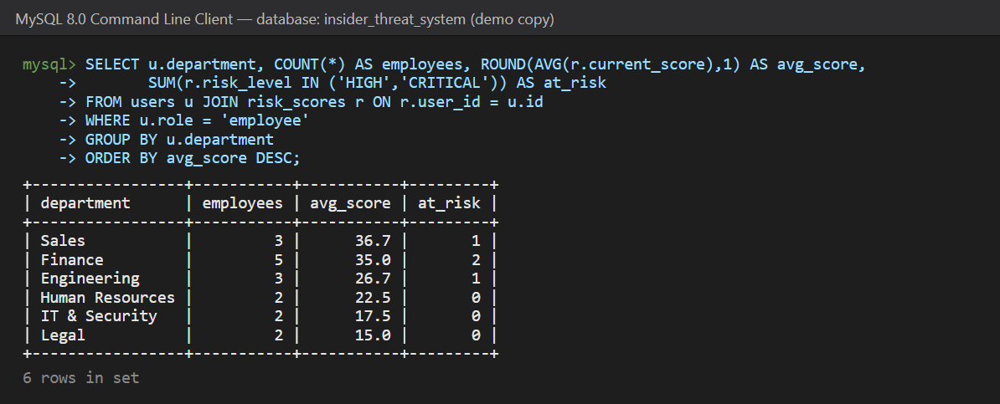 MySQL 8.0 Command Line Client — database: insider_threat_system (demo copy)
mysql> SELECT u.department, COUNT(*) AS employees, ROUND(AVG(r.current_score),1) AS avg_score,
    ->        SUM(r.risk_level IN ('HIGH','CRITICAL')) AS at_risk
    -> FROM users u JOIN risk_scores r ON r.user_id = u.id
    -> WHERE u.role = 'employee'
    -> GROUP BY u.department
    -> ORDER BY avg_score DESC;
+-----------------+-----------+-----------+---------+
| department      | employees | avg_score | at_risk |
+-----------------+-----------+-----------+---------+
| Sales           |         3 |      36.7 |       1 |
| Finance         |         5 |      35.0 |       2 |
| Engineering     |         3 |      26.7 |       1 |
| Human Resources |         2 |      22.5 |       0 |
| IT & Security   |         2 |      17.5 |       0 |
| Legal           |         2 |      15.0 |       0 |
+-----------------+-----------+-----------+---------+
6 rows in set